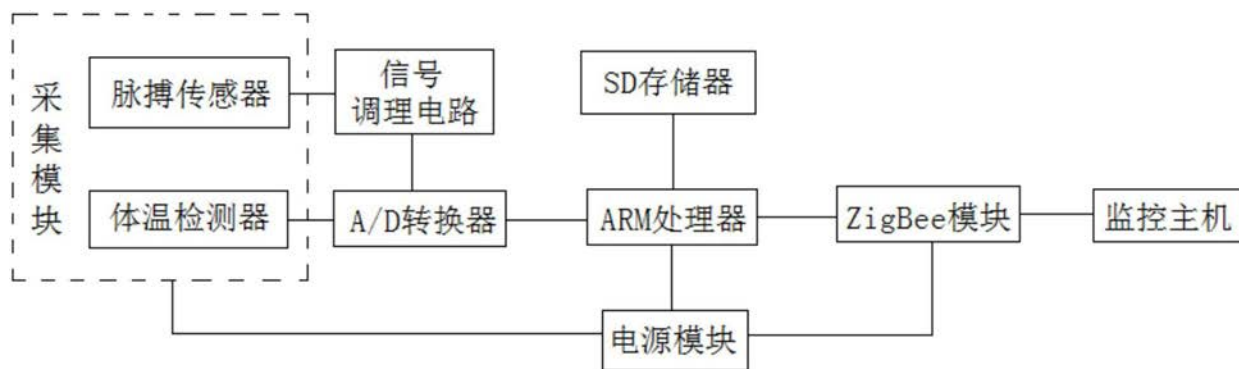 采集模块
脉搏传感器
信号
调理电路
SD存储器
体温检测器
A/D转换器
ARM处理器
ZigBee模块
监控主机
电源模块